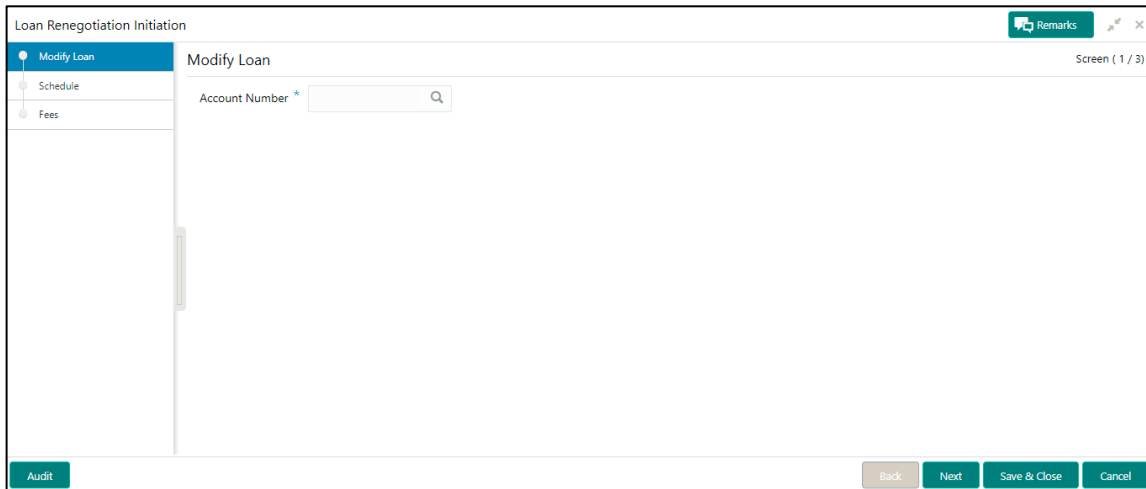 Loan Renegotiation Initiation
Remarks
Modify Loan
Schedule
Fees
Modify Loan
Screen ( 1 / 3)
Account Number *
Audit
Back
Next
Save & Close
Cancel